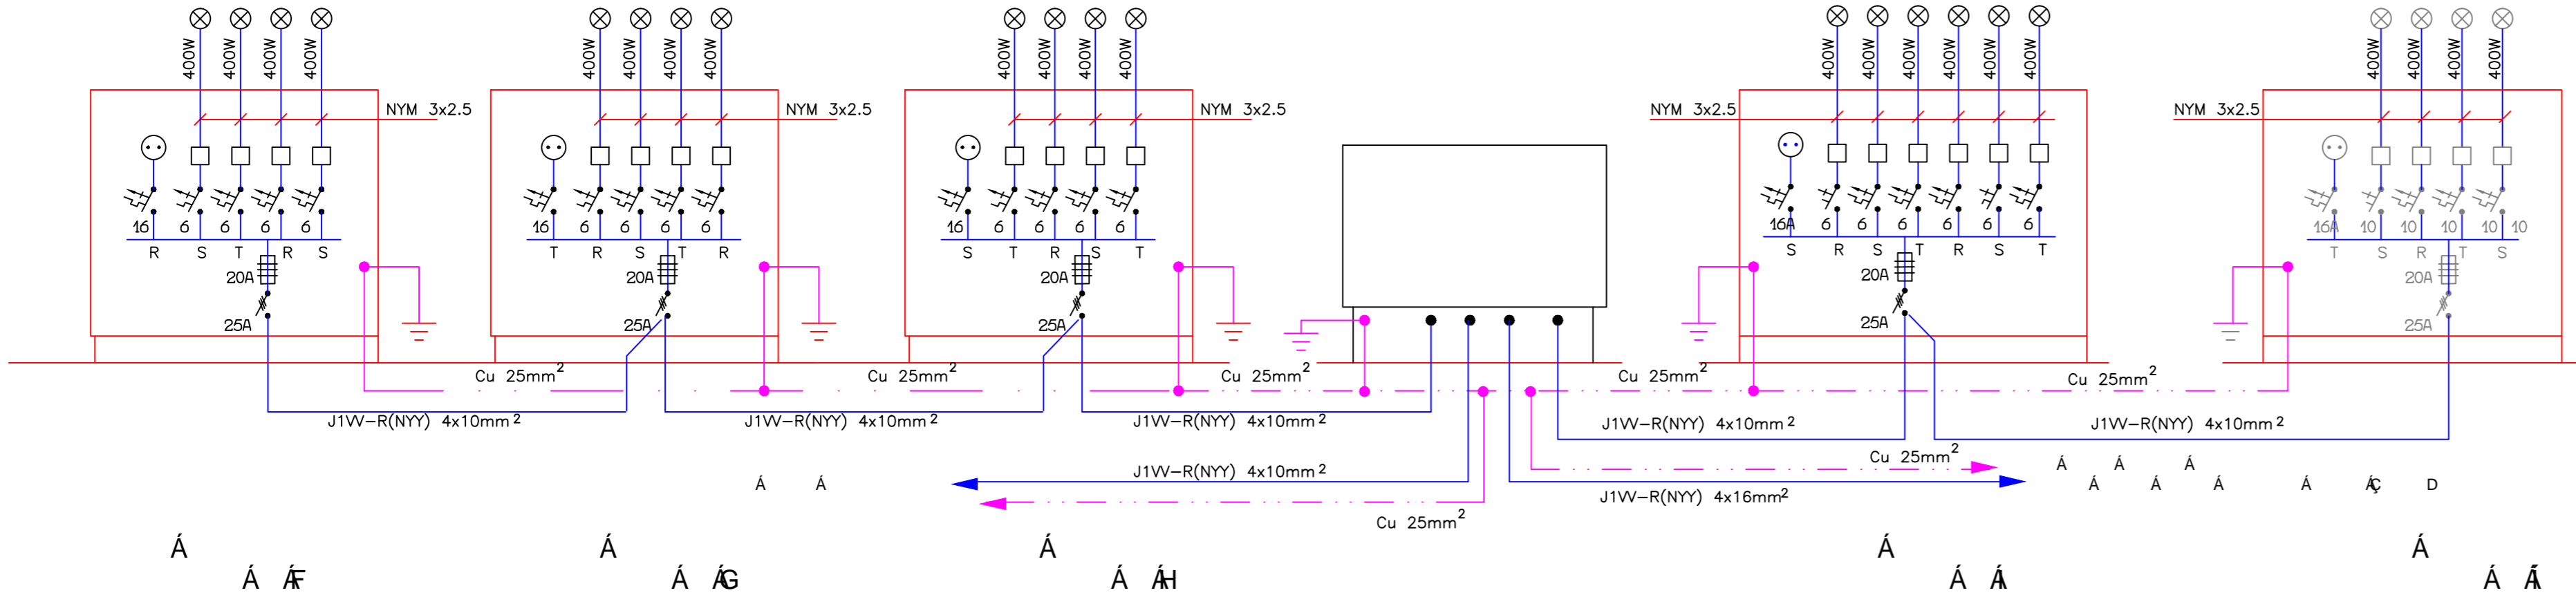 400W 400W 400W 400W
400W 400W 400W 400W
400W 400W 400W 400W
400W 400W 400W 400W 400W 400W
400W 400W 400W 400W
NYM 3x2.5
NYM 3x2.5
NYM 3x2.5
NYM 3x2.5
NYM 3x2.5
16 6 6 6 6
R S T R S
20A
25A
16 6 6 6 6
T R S T R
20A
25A
16 6 6 6 6
S T R S T
20A
25A
16A 6 6 6 6 6 6
S R S T R S T
20A
25A
16A 10 10 10 10 10
T S R T S
20A
25A
Cu 25mm²
Cu 25mm²
Cu 25mm²
Cu 25mm²
Cu 25mm²
J1VV-R(NYY) 4x10mm²
J1VV-R(NYY) 4x10mm²
J1VV-R(NYY) 4x10mm²
J1VV-R(NYY) 4x10mm²
J1VV-R(NYY) 4x10mm²
J1VV-R(NYY) 4x10mm²
Cu 25mm²
J1VV-R(NYY) 4x16mm²
Cu 25mm²
Á Á
Á Á Á
Á Á Á Á D
Á
Á
Á
Á
Á
Á
Á
Á
Á
Á